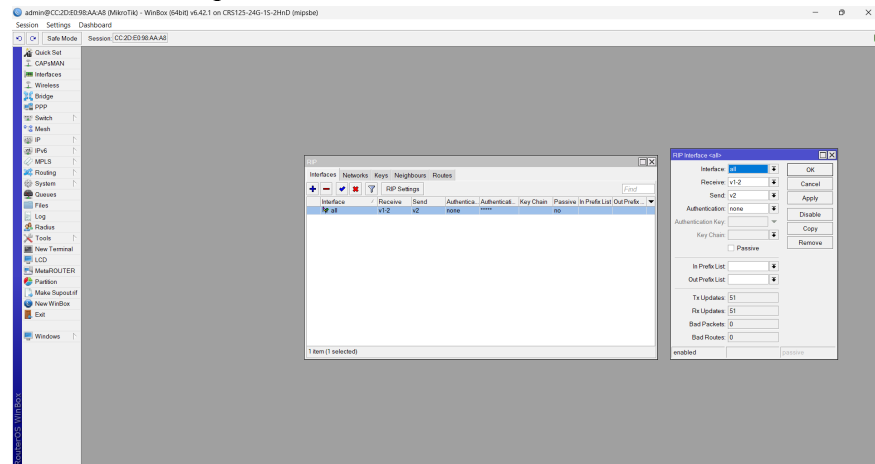 admin@CC:2D:E0:98:AA:A8 (MikroTik) - WinBox (64bit) v6.42.1 on CRS125-24G-1S-2HnD (mipsbe)
Session Settings Dashboard
Safe Mode Session: CC:2D:E0:98:AA:A8
Quick Set
CAPsMAN
Interfaces
Wireless
Bridge
PPP
Switch
Mesh
IP
IPv6
MPLS
Routing
System
Queues
Files
Log
Radius
Tools
New Terminal
LCD
MetaROUTER
Partition
Make Supout.rif
New WinBox
Exit
Windows
RouterOS WinBox
RIP
Interfaces Networks Keys Neighbours Routes
RIP Settings Find
Interface Receive Send Authentica... Authenticati... Key Chain Passive In Prefix List Out Prefix ...
all v1-2 v2 none ***** no
1 item (1 selected)
RIP Interface <all>
Interface: all
Receive: v1-2
Send: v2
Authentication: none
Authentication Key:
Key Chain:
Passive
In Prefix List:
Out Prefix List:
Tx Updates: 51
Rx Updates: 51
Bad Packets: 0
Bad Routes: 0
OK
Cancel
Apply
Disable
Copy
Remove
enabled passive